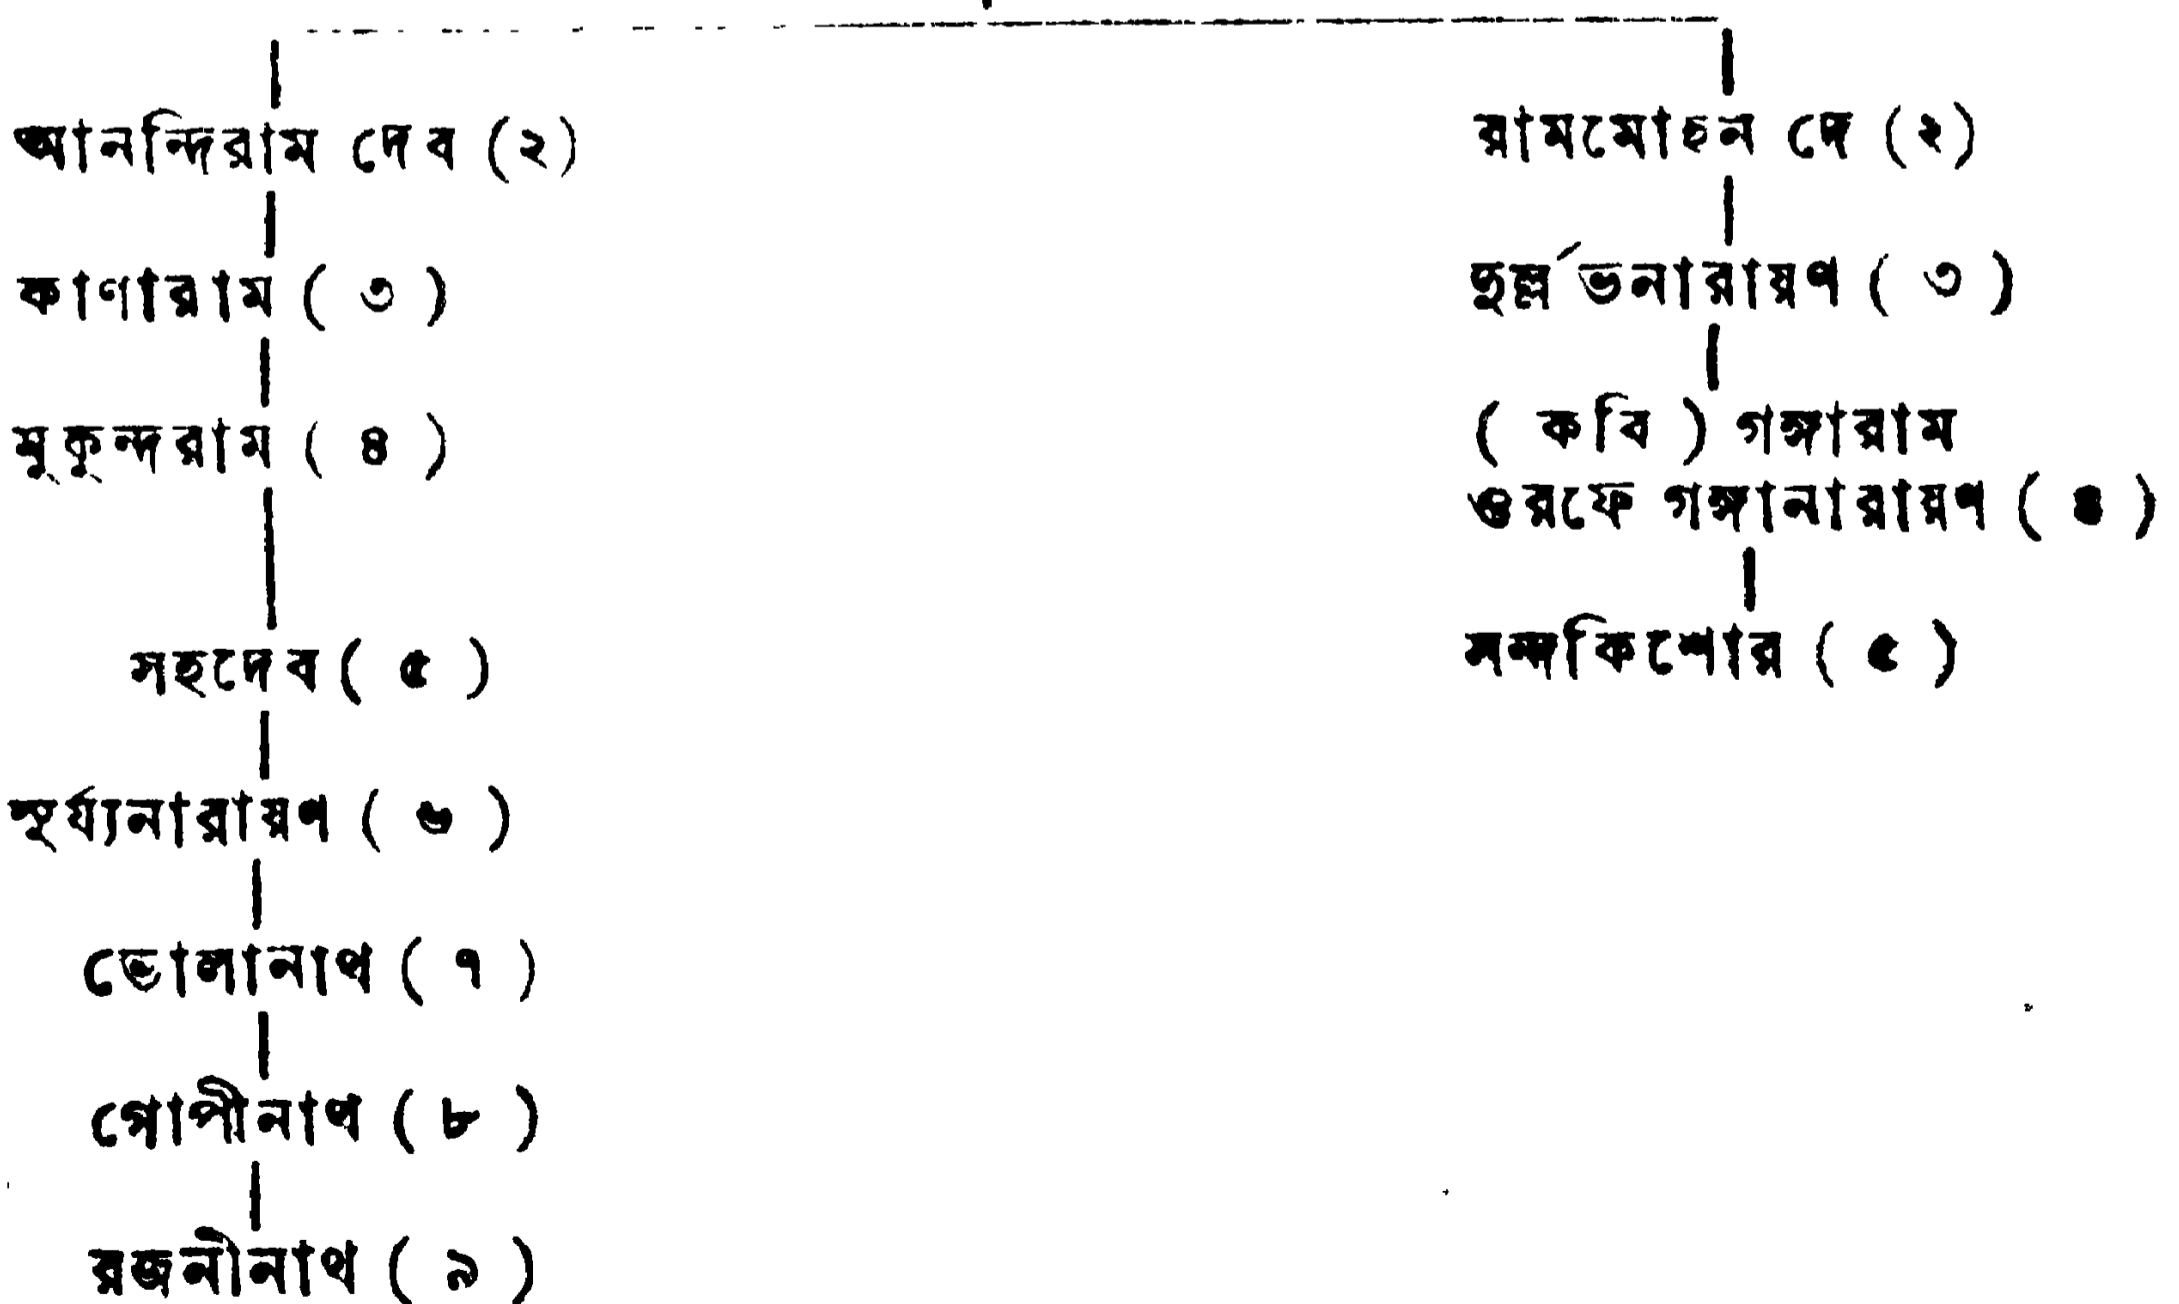 আনন্দিরাম দেব (২)
কাণারাম ( ৩ )
মুকুন্দরাম ( ৪ )
সহদেব ( ৫ )
সূর্য্যনারায়ণ ( ৬ )
ভোলানাথ ( ৭ )
গোপীনাথ ( ৮ )
রজনীনাথ ( ৯ )
রামমোহন দে (২)
দুর্ল্লভনারায়ণ ( ৩ )
( কবি ) গঙ্গারাম
ওরফে গঙ্গানারায়ণ ( ৪ )
নন্দকিশোর ( ৫ )